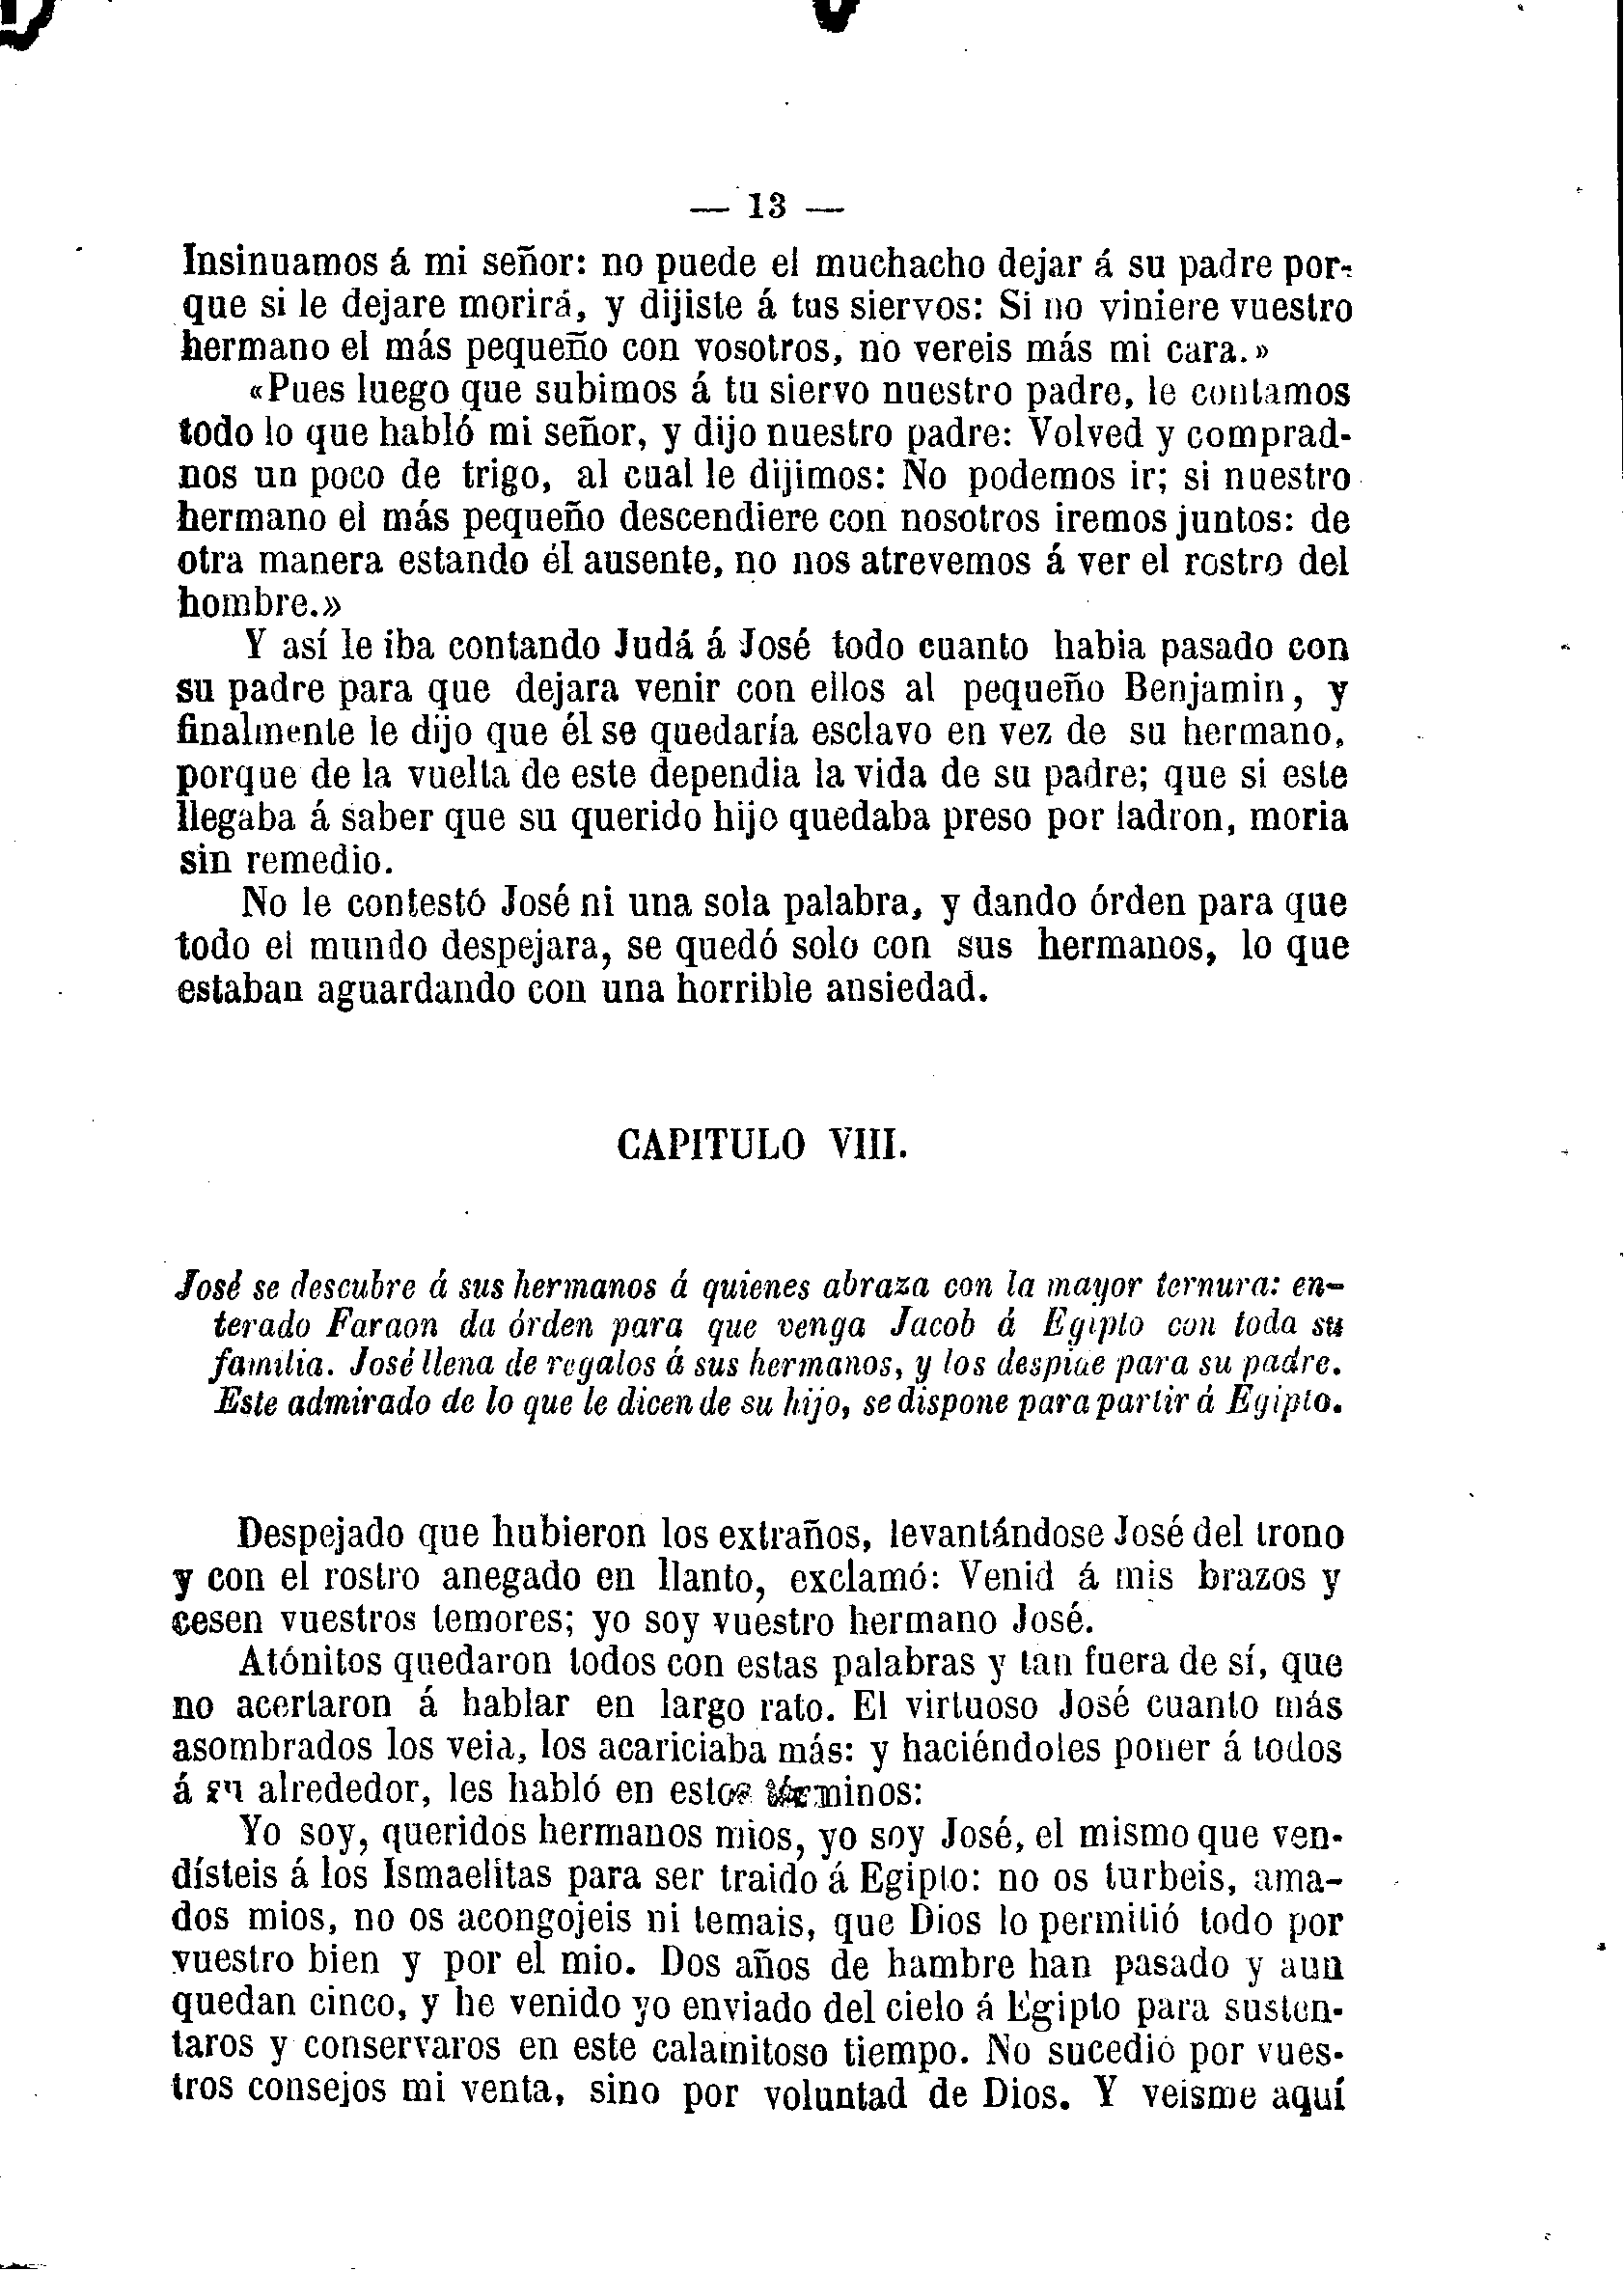 — 13 —
Insinuamos á mi señor: no puede el muchacho dejar á su padre por-
que si le dejare morirá, y dijiste á tus siervos: Si no viniere vuestro
hermano el más pequeño con vosotros, no vereis más mi cara.»
«Pues luego que subimos á tu siervo nuestro padre, le contamos
todo lo que habló mi señor, y dijo nuestro padre: Volved y comprad-
nos un poco de trigo, al cual le dijimos: No podemos ir; si nuestro
hermano el más pequeño descendiere con nosotros iremos juntos: de
otra manera estando él ausente, no nos atrevemos á ver el rostro del
hombre.»
Y así le iba contando Judá á José todo cuanto habia pasado con
su padre para que dejara venir con ellos al pequeño Benjamin, y
finalmente le dijo que él se quedaría esclavo en vez de su hermano,
porque de la vuelta de este dependia la vida de su padre; que si este
llegaba á saber que su querido hijo quedaba preso por ladron, moria
sin remedio.
No le contestó José ni una sola palabra, y dando órden para que
todo el mundo despejara, se quedó solo con sus hermanos, lo que
estaban aguardando con una horrible ansiedad.
CAPITULO VIII.
José se descubre á sus hermanos á quienes abraza con la mayor ternura: en-
terado Faraon da órden para que venga Jacob á Egipto con toda su
familia. José llena de regalos á sus hermanos, y los despide para su padre.
Este admirado de lo que le dicen de su hijo, se dispone para partir á Egipto.
Despejado que hubieron los extraños, levantándose José del trono
y con el rostro anegado en llanto, exclamó: Venid á mis brazos y
cesen vuestros temores; yo soy vuestro hermano José.
Atónitos quedaron todos con estas palabras y tan fuera de sí, que
no acertaron á hablar en largo rato. El virtuoso José cuanto más
asombrados los veia, los acariciaba más: y haciéndoles poner á todos
á su alrededor, les habló en estos términos:
Yo soy, queridos hermanos mios, yo soy José, el mismo que ven-
dísteis á los Ismaelitas para ser traido á Egipto: no os turbeis, ama-
dos mios, no os acongojeis ni temais, que Dios lo permitió todo por
vuestro bien y por el mio. Dos años de hambre han pasado y aun
quedan cinco, y he venido yo enviado del cielo á Egipto para susten-
taros y conservaros en este calamitoso tiempo. No sucedió por vues-
tros consejos mi venta, sino por voluntad de Dios. Y veisme aquí